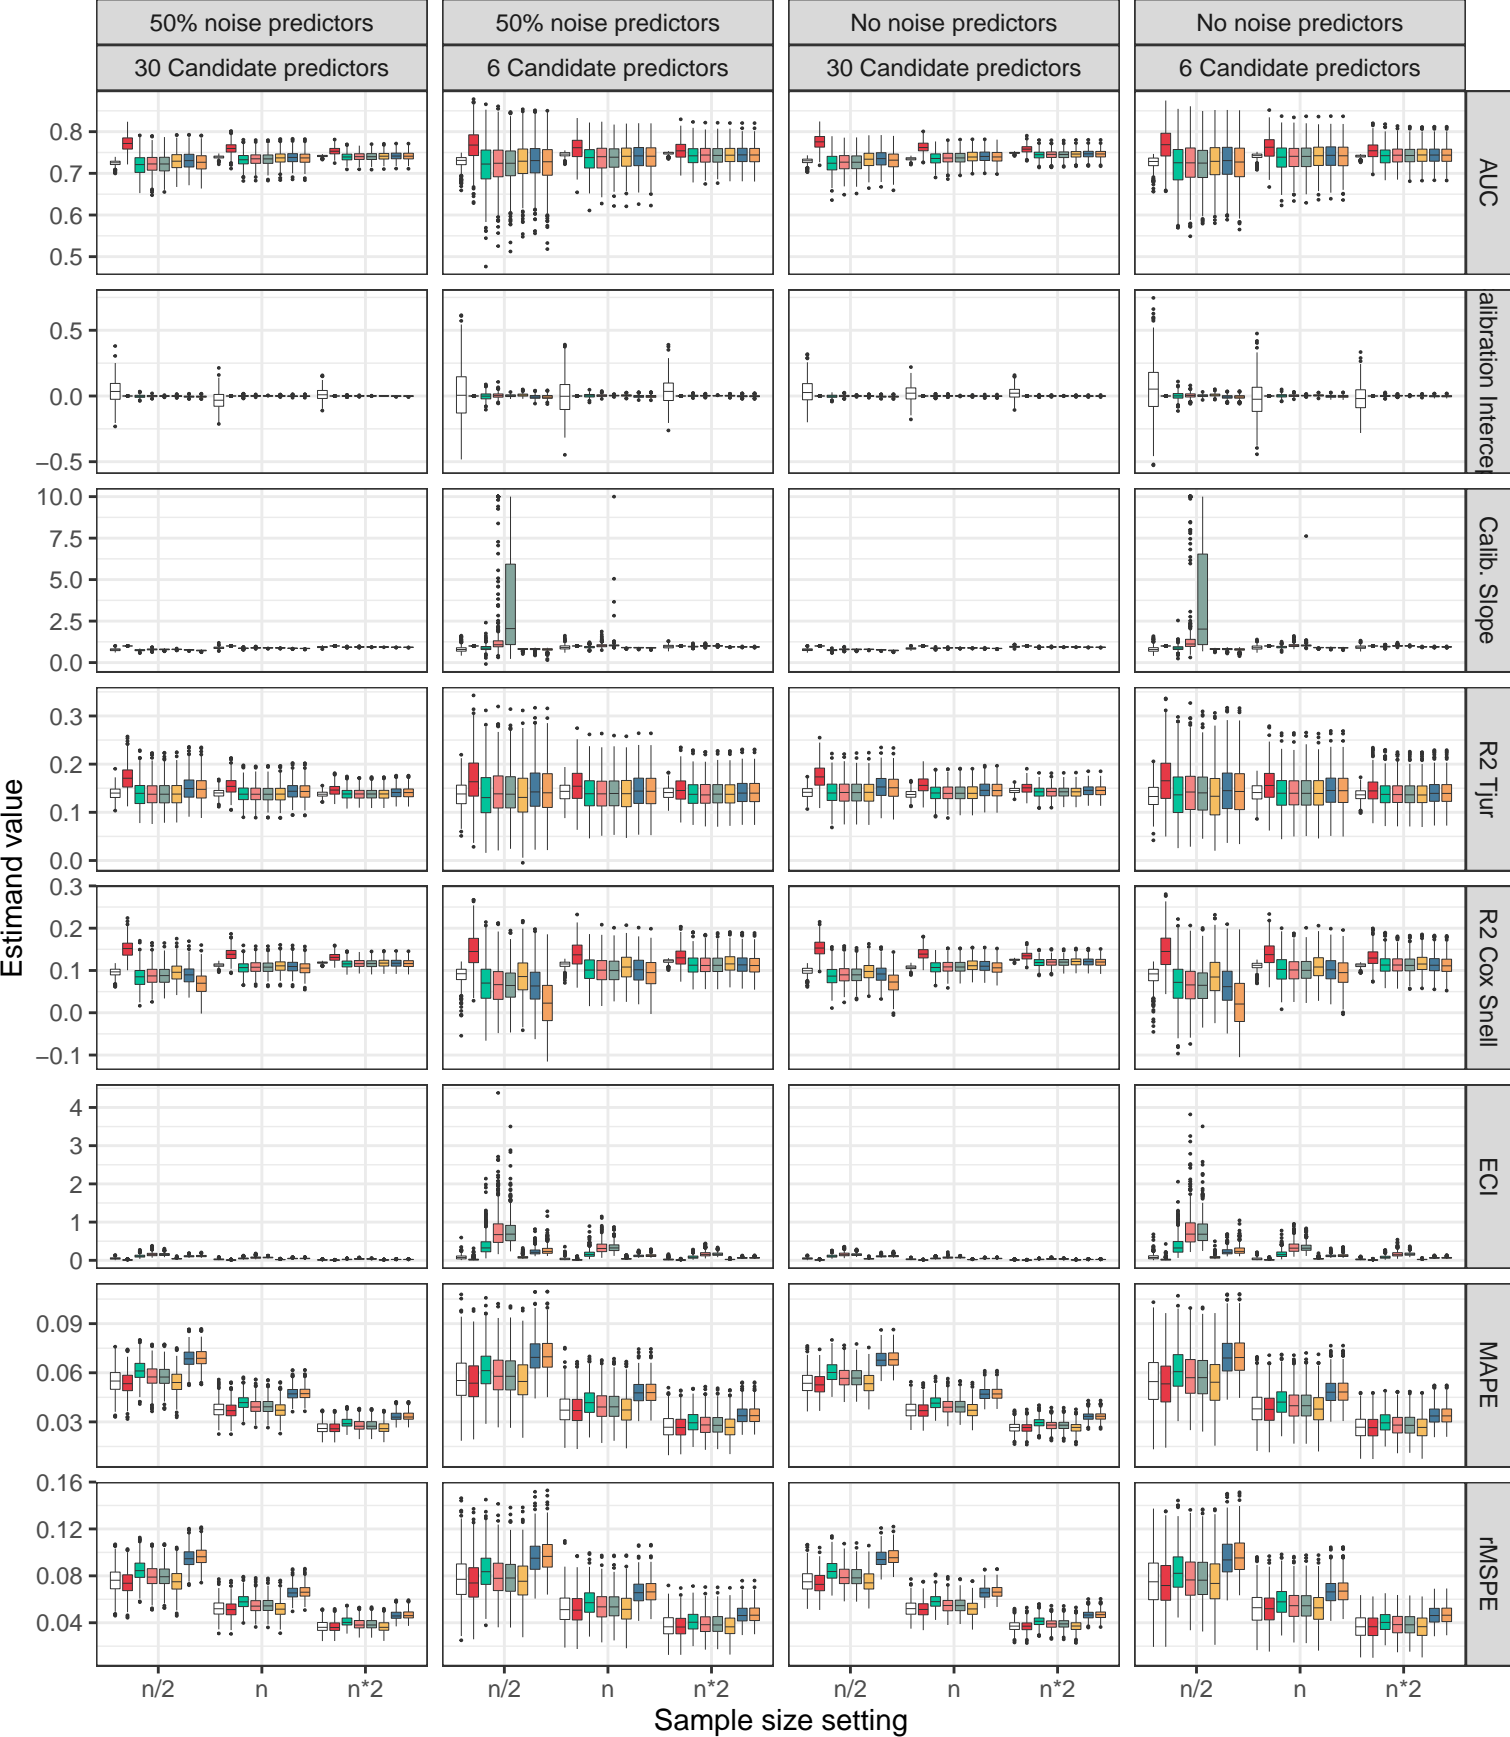 50% noise predictors 50% noise predictors No noise predictors No noise predictors
30 Candidate predictors 6 Candidate predictors 30 Candidate predictors 6 Candidate predictors
0.8
0.7
0.6
0.5
AUC
0.5
0.0
−0.5
alibration Intercep
10.0
7.5
5.0
2.5
0.0
Calib. Slope
0.3
0.2
0.1
0.0
R2 Tjur
0.3
0.2
0.1
0.0
−0.1
R2 Cox Snell
4
3
2
1
0
ECI
0.09
0.06
0.03
MAPE
0.16
0.12
0.08
0.04
rMSPE
Estimand value
n/2 n n*2 n/2 n n*2 n/2 n n*2 n/2 n n*2
Sample size setting